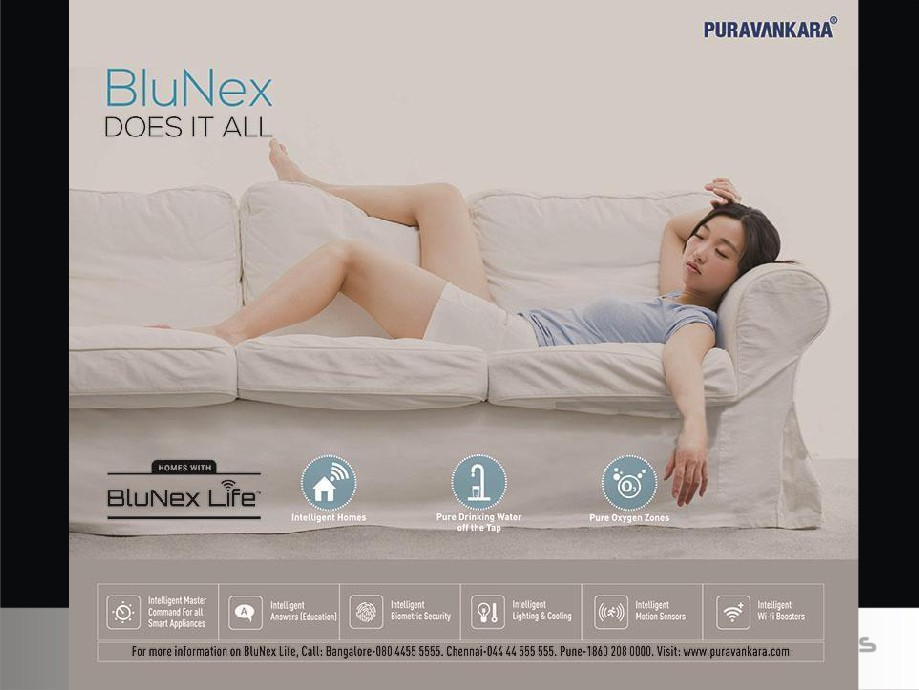 PURAVANKARA®
BluNex
DOES IT ALL
HOMES WITH
BluNex Life™
Intelligent Homes
Pure Drinking Water
off the Tap
O₂
Pure Oxygen Zones
Intelligent Master
Command for all
Smart Appliances
A
Intelligent
Answers (Education)
Intelligent
Biometric Security
Intelligent
Lighting & Cooling
Intelligent
Motion Sensors
Intelligent
Wi-Fi Boosters
For more information on BluNex Life, Call: Bangalore-080 4455 5555. Chennai-044 44 555 555. Pune-1860 208 0000. Visit: www.puravankara.com
S